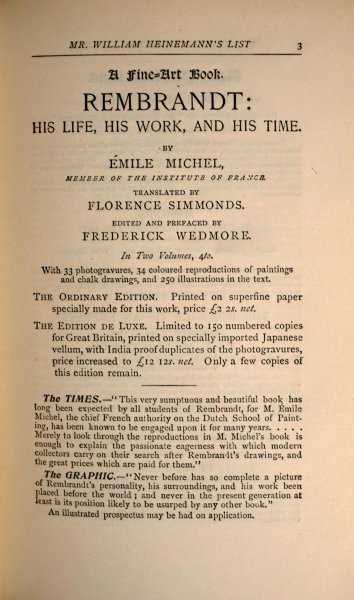 MR. WILLIAM HEINEMANN'S LIST 3
A Fine-Art Book.
REMBRANDT:
HIS LIFE, HIS WORK, AND HIS TIME.
BY
ÉMILE MICHEL,
MEMBER OF THE INSTITUTE OF FRANCE.
TRANSLATED BY
FLORENCE SIMMONDS.
EDITED AND PREFACED BY
FREDERICK WEDMORE.
In Two Volumes, 4to.
With 33 photogravures, 34 coloured reproductions of paintings
and chalk drawings, and 250 illustrations in the text.
THE ORDINARY EDITION. Printed on superfine paper
specially made for this work, price £2 2s. net.
THE EDITION DE LUXE. Limited to 150 numbered copies
for Great Britain, printed on specially imported Japanese
vellum, with India proof duplicates of the photogravures,
price increased to £12 12s. net. Only a few copies of
this edition remain.
The TIMES.—"This very sumptuous and beautiful book has
long been expected by all students of Rembrandt, for M. Émile
Michel, the chief French authority on the Dutch School of Paint-
ing, has been known to be engaged upon it for many years. . . . . .
Merely to look through the reproductions in M. Michel's book is
enough to explain the passionate eagerness with which modern
collectors carry on their search after Rembrandt's drawings, and
the great prices which are paid for them."
The GRAPHIC.—"Never before has so complete a picture
of Rembrandt's personality, his surroundings, and his work been
placed before the world; and never in the present generation at
least is its position likely to be usurped by any other book."
An illustrated prospectus may be had on application.